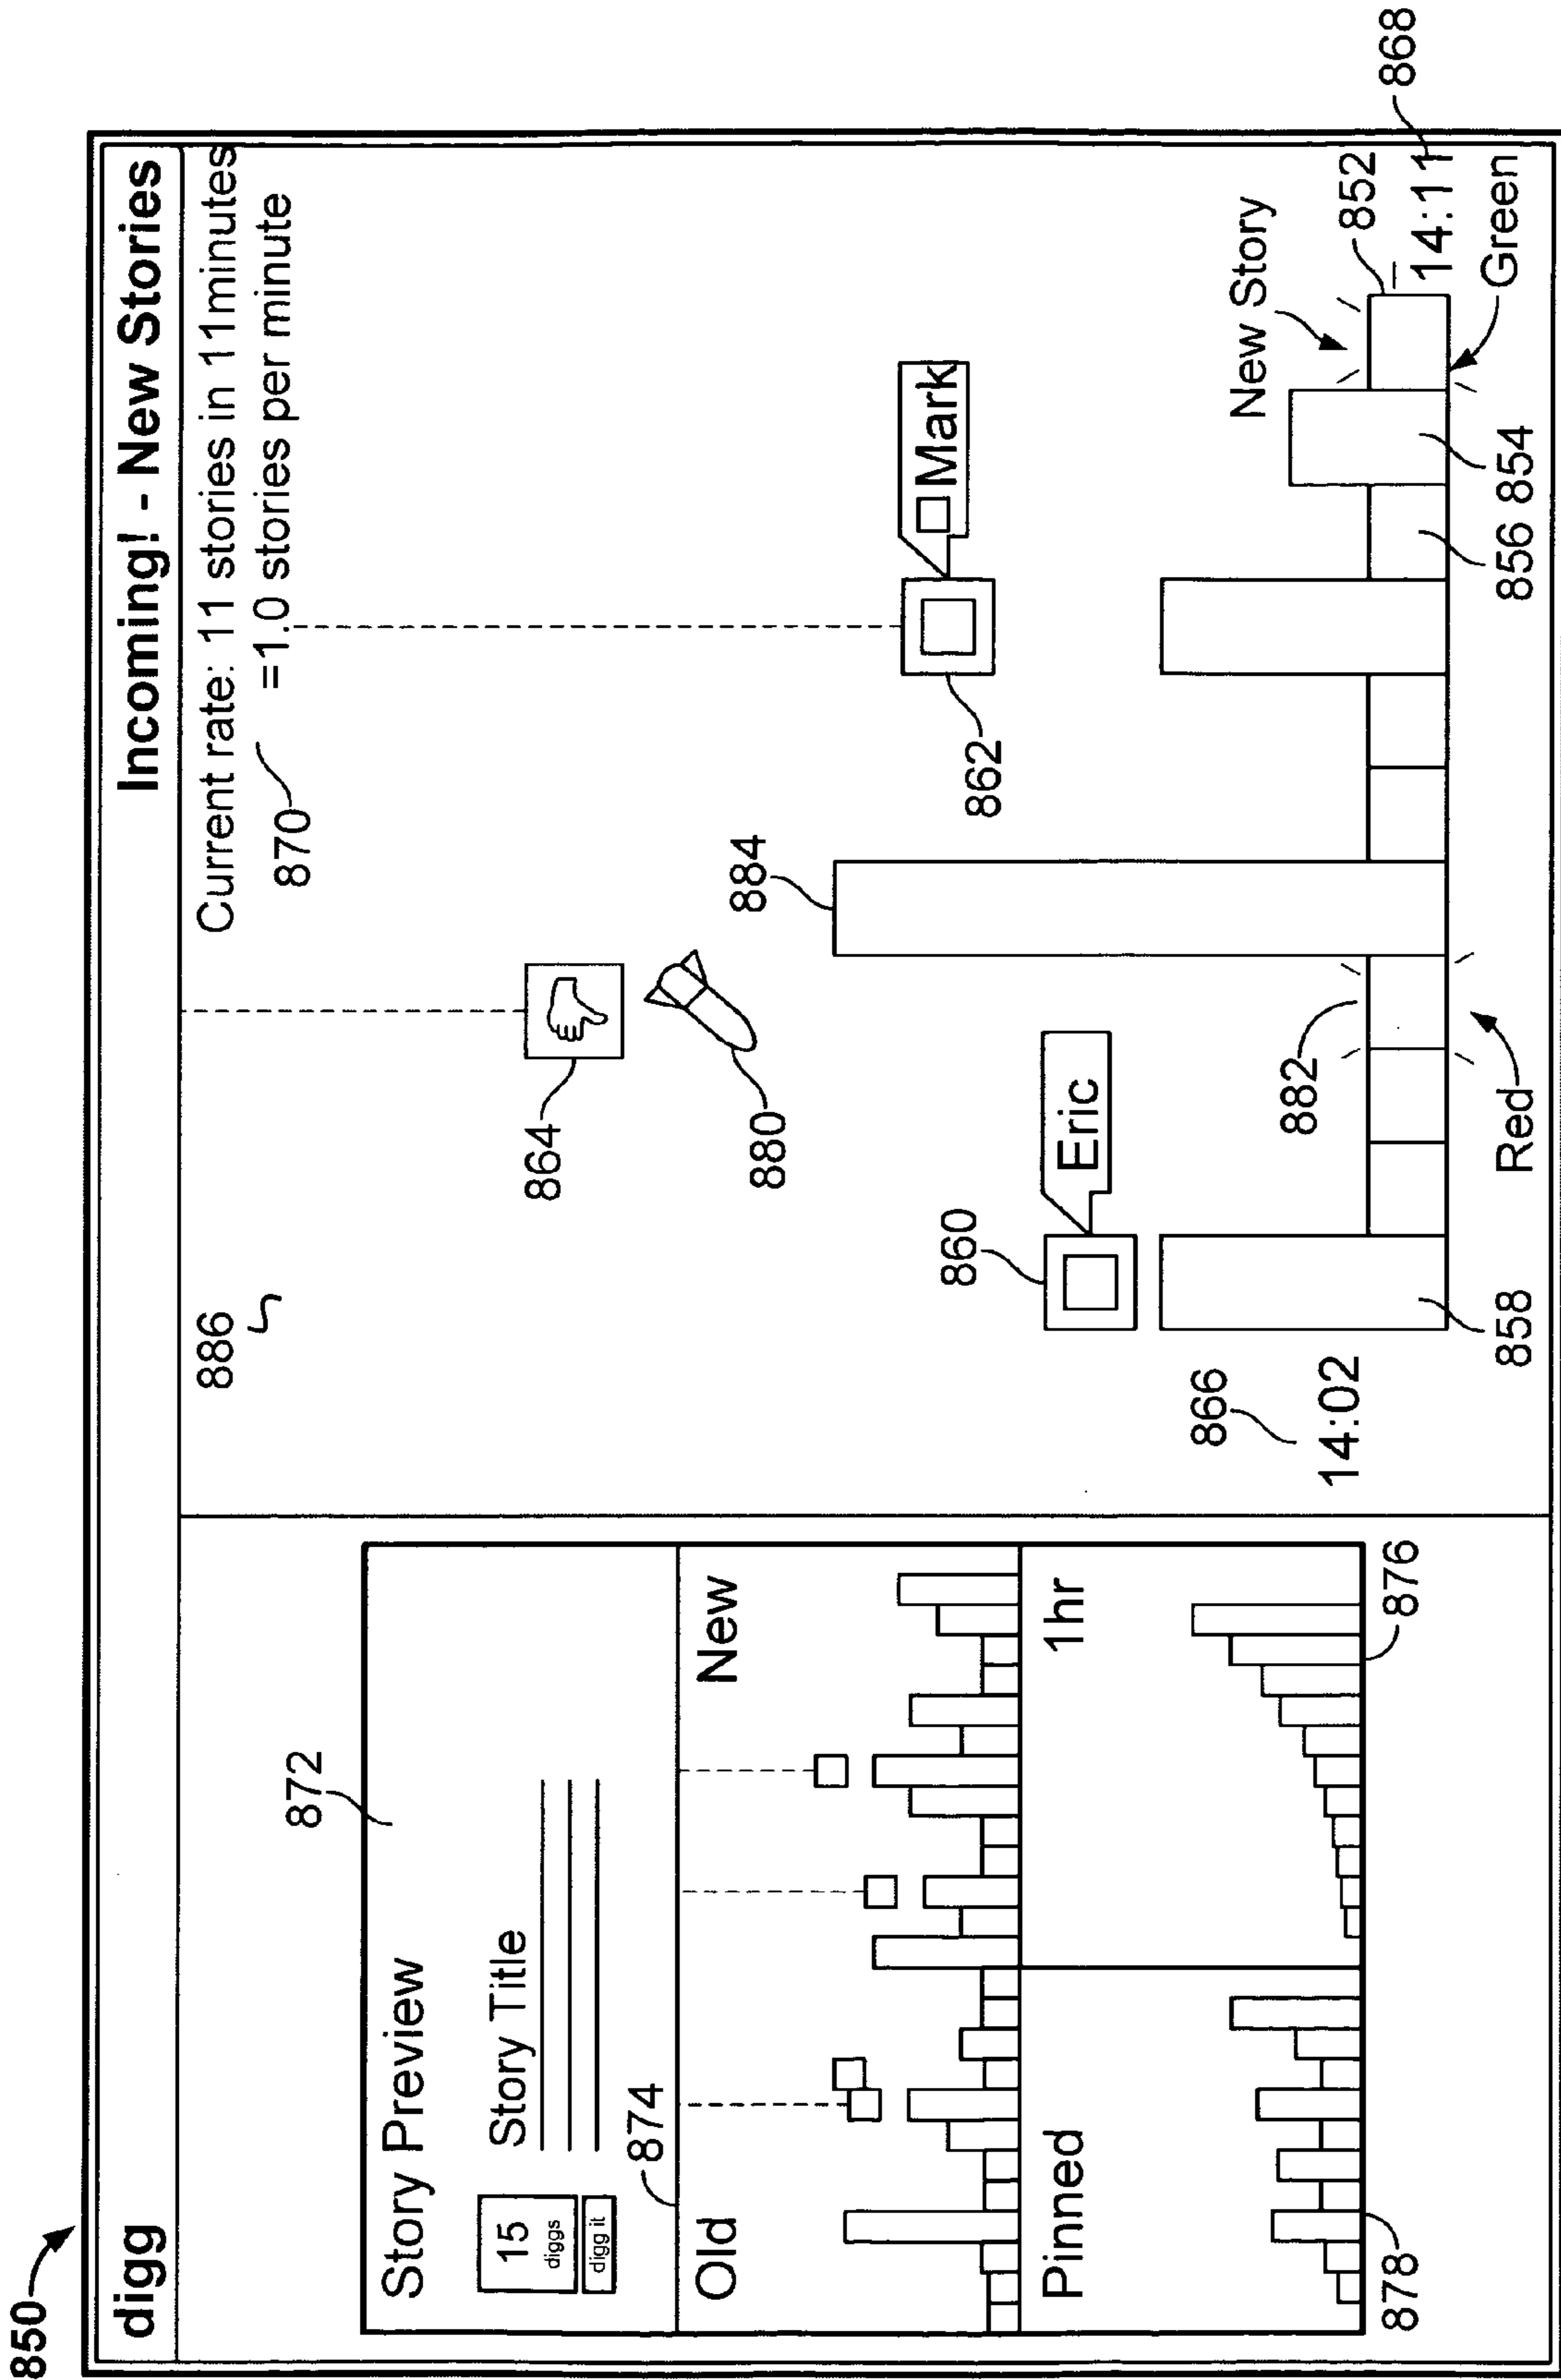 850
digg
Incoming! - New Stories
Story Preview
872
15
diggs
digg it
Story Title
874
Old
New
Pinned
1hr
878
876
886
Current rate: 11 stories in 11minutes
=1.0 stories per minute
870
864
880
884
862
Mark
860
Eric
866
14:02
858
882
Red
New Story
852
14:11
868
856
854
Green